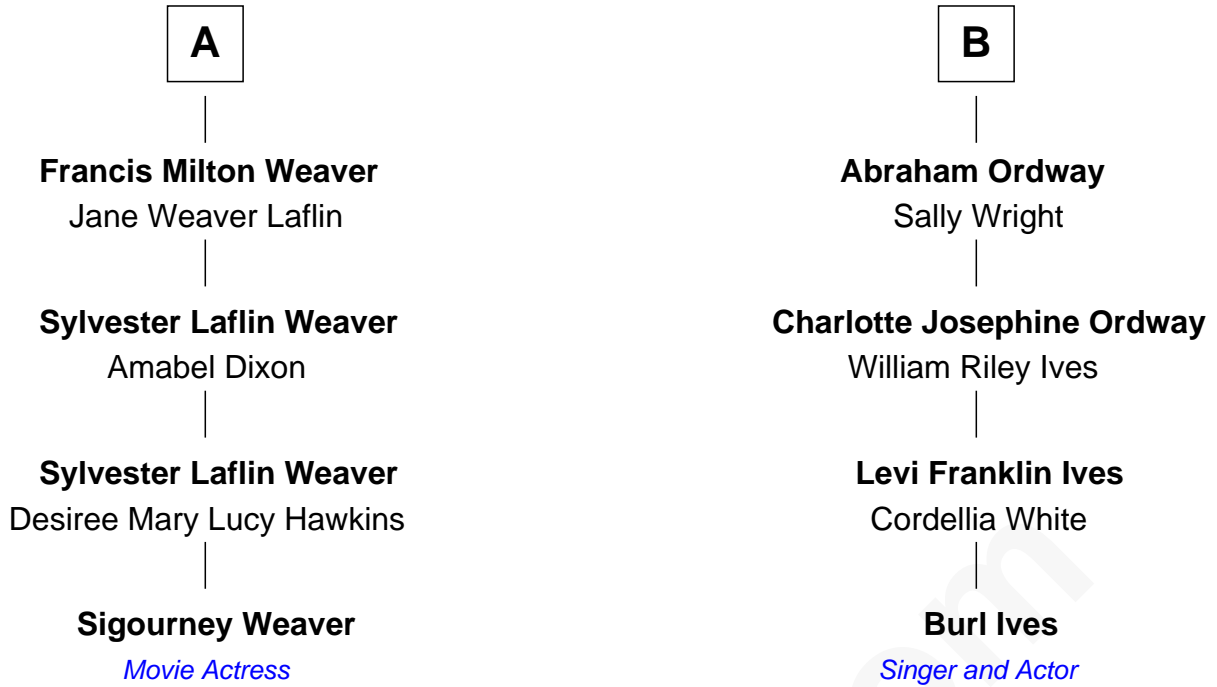 A
Francis Milton Weaver
Jane Weaver Laflin
Sylvester Laflin Weaver
Amabel Dixon
Sylvester Laflin Weaver
Desiree Mary Lucy Hawkins
Sigourney Weaver
Movie Actress
B
Abraham Ordway
Sally Wright
Charlotte Josephine Ordway
William Riley Ives
Levi Franklin Ives
Cordellia White
Burl Ives
Singer and Actor
om